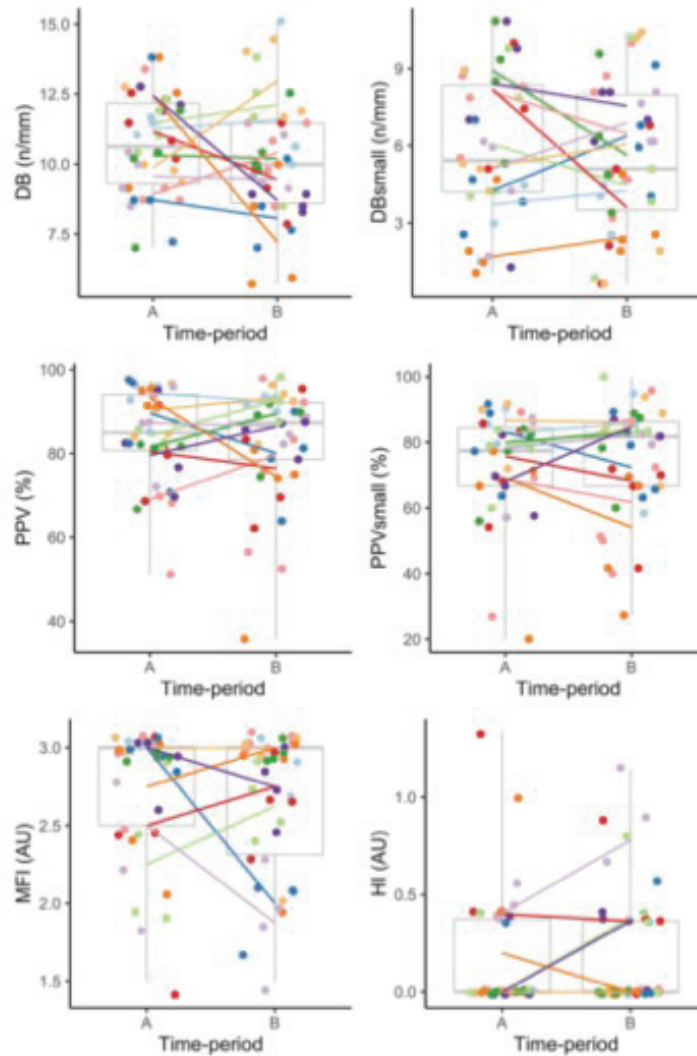 DB (n/mm)
15.0
12.5
10.0
7.5
A
B
Time-period
DBsmall (n/mm)
9
6
3
A
B
Time-period
PPV (%)
100
80
60
40
A
B
Time-period
PPVsmall (%)
100
80
60
40
20
A
B
Time-period
MFI (AU)
3.0
2.5
2.0
1.5
A
B
Time-period
HI (AU)
1.0
0.5
0.0
A
B
Time-period